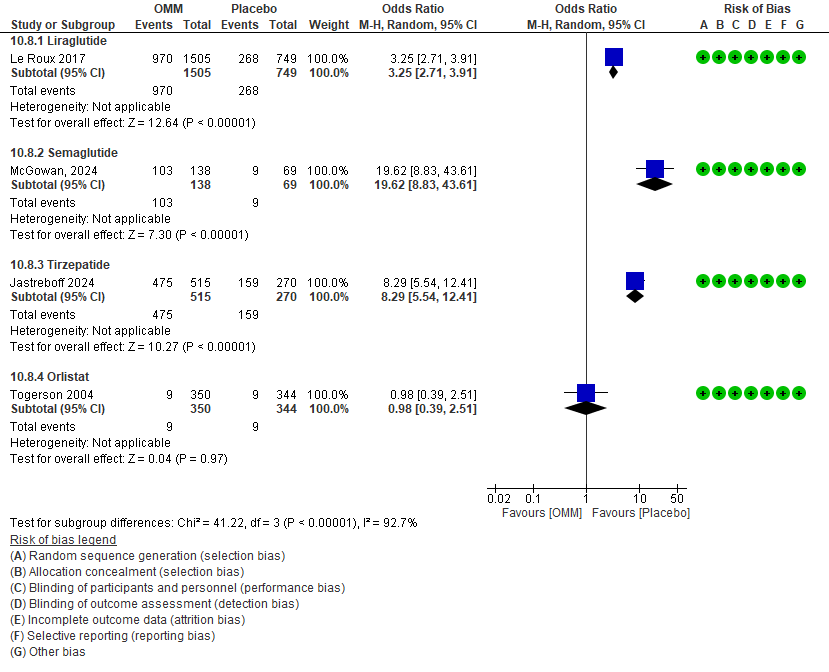 OMM Placebo Odds Ratio Odds Ratio Risk of Bias
Study or Subgroup Events Total Events Total Weight M-H, Random, 95% CI M-H, Random, 95% CI A B C D E F G
10.8.1 Liraglutide
Le Roux 2017 970 1505 268 749 100.0% 3.25 [2.71, 3.91]
Subtotal (95% CI) 1505 749 100.0% 3.25 [2.71, 3.91]
Total events 970 268
Heterogeneity: Not applicable
Test for overall effect: Z = 12.64 (P < 0.00001)
10.8.2 Semaglutide
McGowan, 2024 103 138 9 69 100.0% 19.62 [8.83, 43.61]
Subtotal (95% CI) 138 69 100.0% 19.62 [8.83, 43.61]
Total events 103 9
Heterogeneity: Not applicable
Test for overall effect: Z = 7.30 (P < 0.00001)
10.8.3 Tirzepatide
Jastreboff 2024 475 515 159 270 100.0% 8.29 [5.54, 12.41]
Subtotal (95% CI) 515 270 100.0% 8.29 [5.54, 12.41]
Total events 475 159
Heterogeneity: Not applicable
Test for overall effect: Z = 10.27 (P < 0.00001)
10.8.4 Orlistat
Togerson 2004 9 350 9 344 100.0% 0.98 [0.39, 2.51]
Subtotal (95% CI) 350 344 100.0% 0.98 [0.39, 2.51]
Total events 9 9
Heterogeneity: Not applicable
Test for overall effect: Z = 0.04 (P = 0.97)
0.02 0.1 1 10 50
Favours [OMM] Favours [Placebo]
Test for subgroup differences: Chi² = 41.22, df = 3 (P < 0.00001), I² = 92.7%
Risk of bias legend
(A) Random sequence generation (selection bias)
(B) Allocation concealment (selection bias)
(C) Blinding of participants and personnel (performance bias)
(D) Blinding of outcome assessment (detection bias)
(E) Incomplete outcome data (attrition bias)
(F) Selective reporting (reporting bias)
(G) Other bias